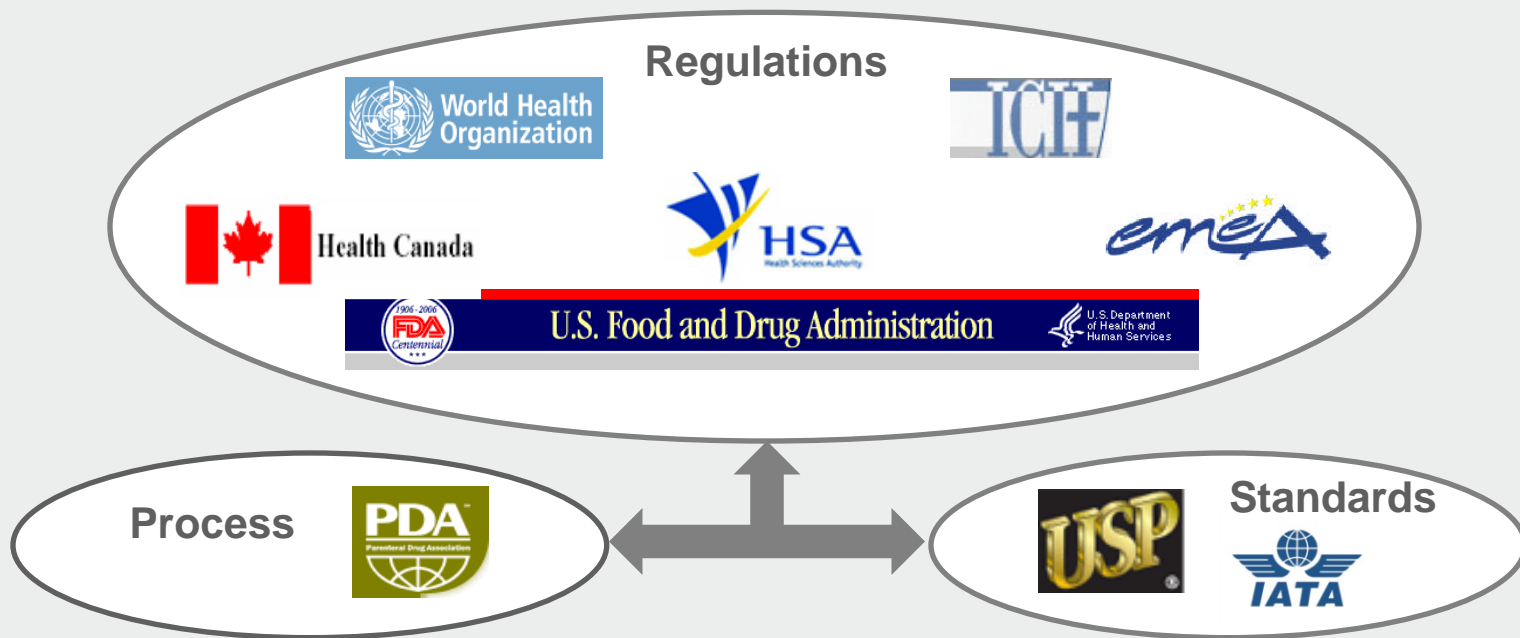 Regulations
World Health
Organization
ICH
Health Canada
HSA
Health Sciences Authority
emeA
1906-2006
FDA
Centennial
U.S. Food and Drug Administration
U.S. Department
of Health and
Human Services
Process
PDA™
Parenteral Drug Association
USP®
Standards
IATA